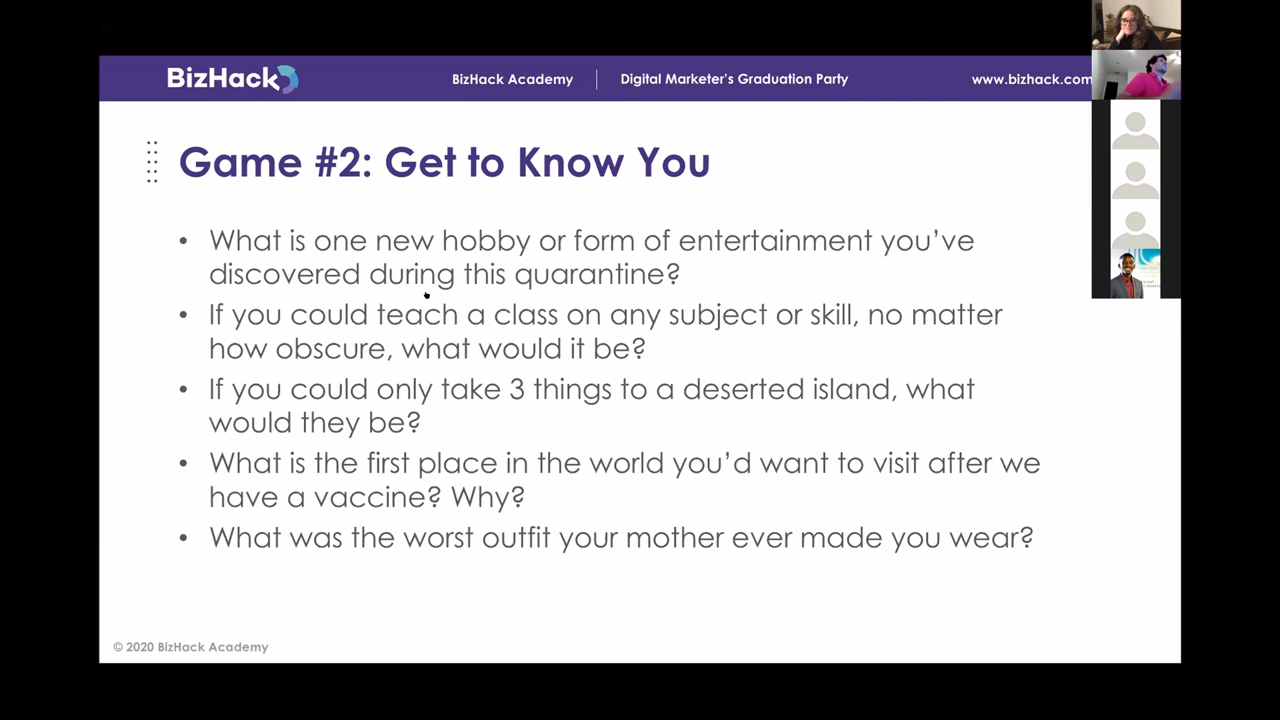 BizHack
BizHack Academy
Digital Marketer's Graduation Party
www.bizhack.com
Game #2: Get to Know You
• What is one new hobby or form of entertainment you've
discovered during this quarantine?
• If you could teach a class on any subject or skill, no matter
how obscure, what would it be?
• If you could only take 3 things to a deserted island, what
would they be?
• What is the first place in the world you'd want to visit after we
have a vaccine? Why?
• What was the worst outfit your mother ever made you wear?
© 2020 BizHack Academy